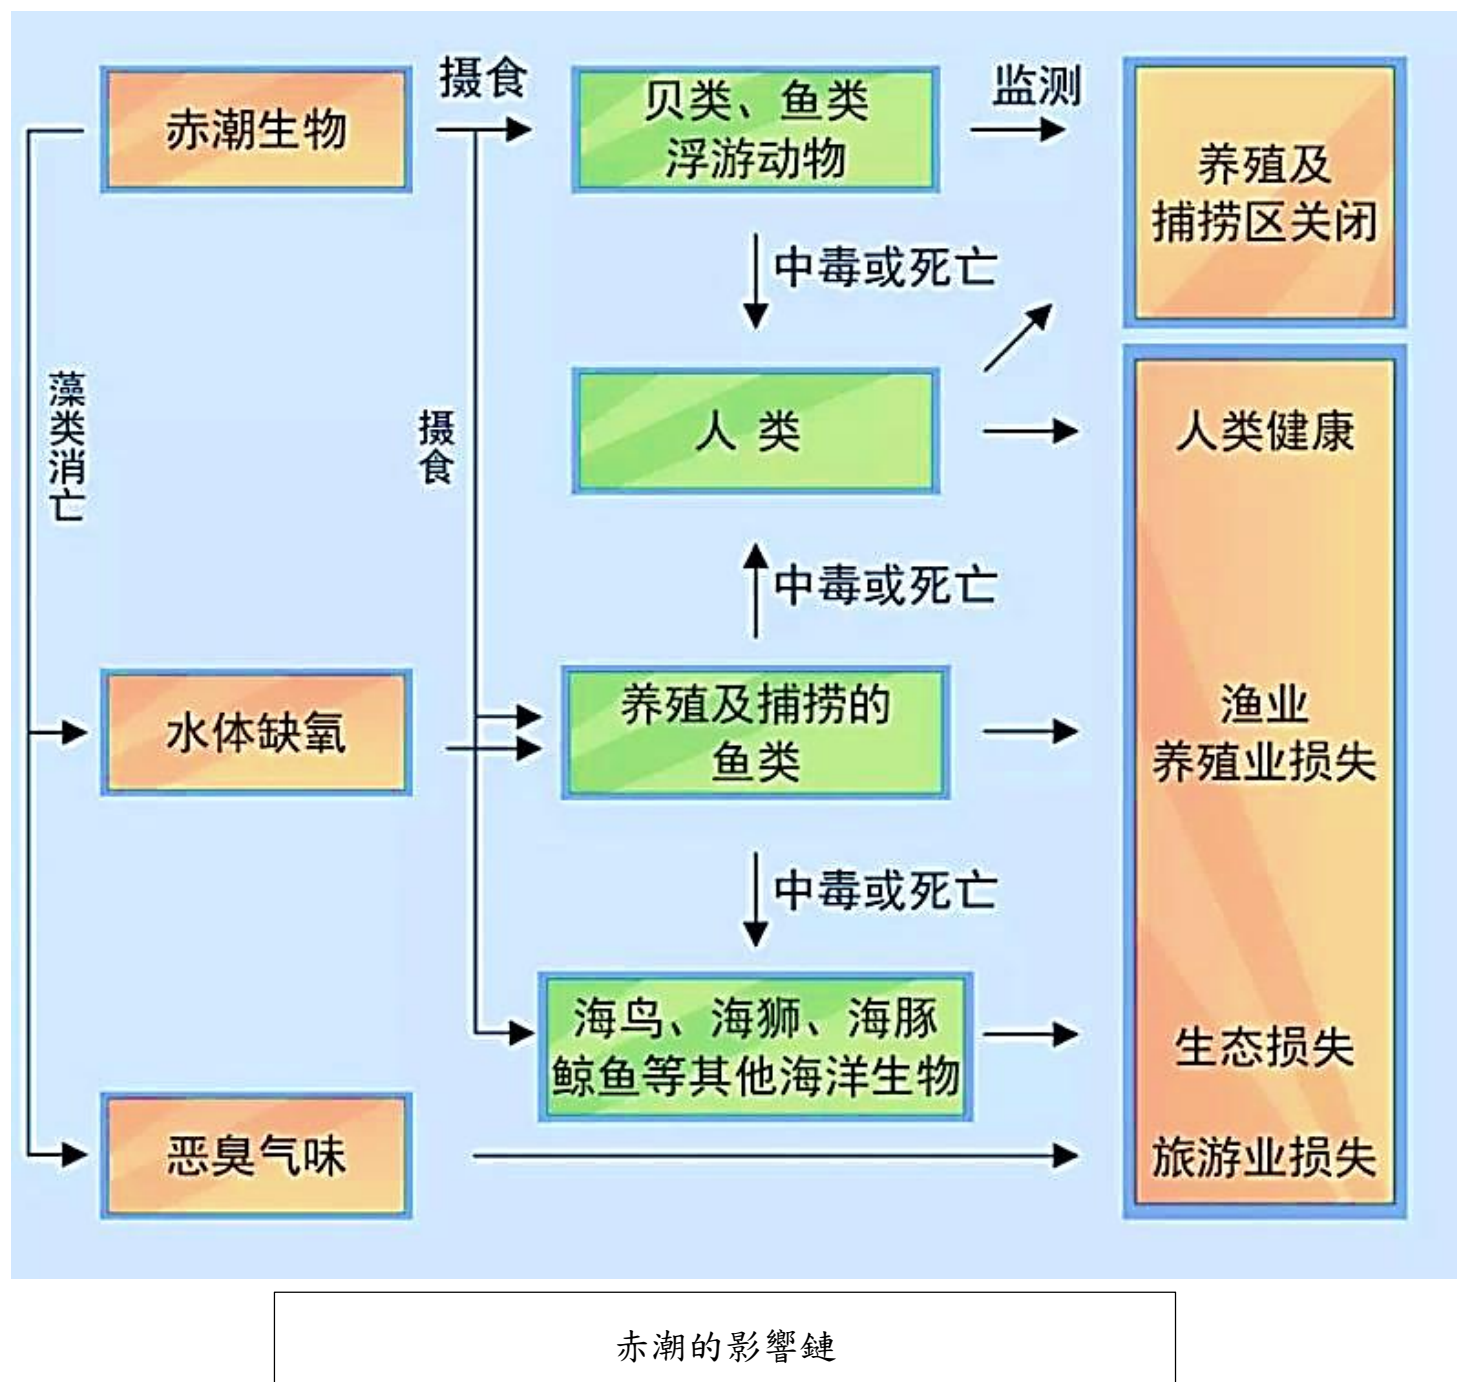 赤潮生物
摄食
贝类、鱼类
浮游动物
监测
养殖及
捕捞区关闭
中毒或死亡
藻类消亡
摄食
人 类
人类健康
中毒或死亡
水体缺氧
养殖及捕捞的
鱼类
渔业
养殖业损失
中毒或死亡
海鸟、海狮、海豚
鲸鱼等其他海洋生物
生态损失
恶臭气味
旅游业损失
赤潮的影響鏈